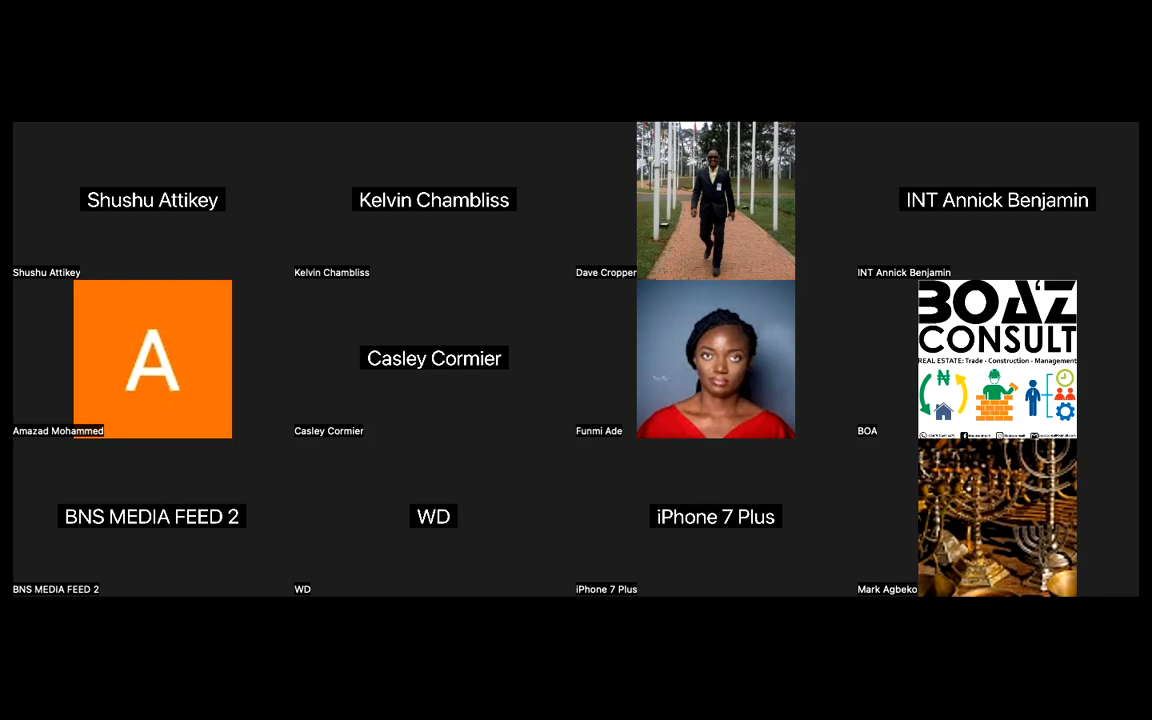 Shushu Attikey
Shushu Attikey
Kelvin Chambliss
Kelvin Chambliss
Dave Cropper
INT Annick Benjamin
INT Annick Benjamin
A
Amazad Mohammed
Casley Cormier
Casley Cormier
Funmi Ade
BOA'Z
CONSULT
REAL ESTATE: Trade - Construction - Management
₦
BOA
BNS MEDIA FEED 2
BNS MEDIA FEED 2
WD
WD
iPhone 7 Plus
iPhone 7 Plus
Mark Agbeko